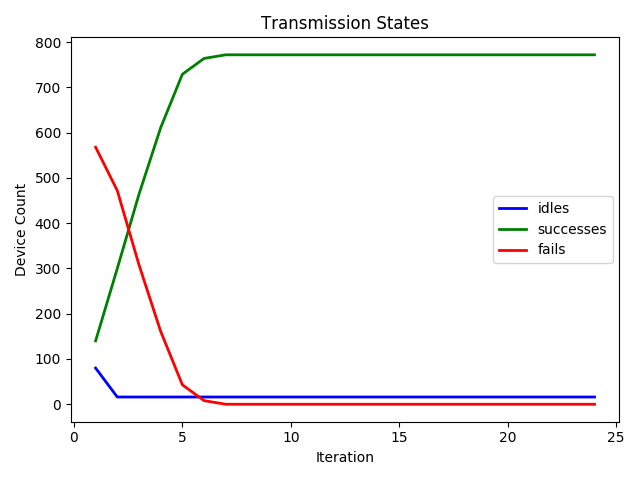 Transmission States
Device Count
800
700
600
500
400
300
200
100
0
idles
successes
fails
0 5 10 15 20 25
Iteration